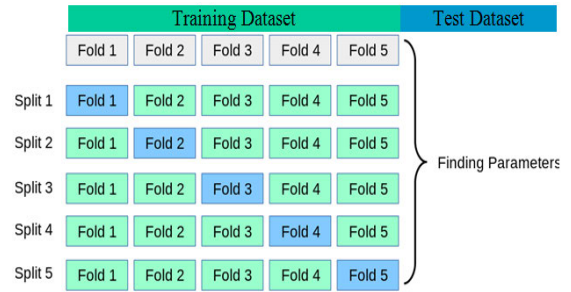 Training Dataset Test Dataset
Fold 1 Fold 2 Fold 3 Fold 4 Fold 5
Split 1 Fold 1 Fold 2 Fold 3 Fold 4 Fold 5
Split 2 Fold 1 Fold 2 Fold 3 Fold 4 Fold 5
Finding Parameters
Split 3 Fold 1 Fold 2 Fold 3 Fold 4 Fold 5
Split 4 Fold 1 Fold 2 Fold 3 Fold 4 Fold 5
Split 5 Fold 1 Fold 2 Fold 3 Fold 4 Fold 5